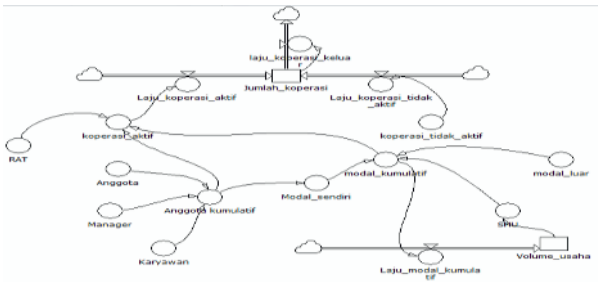 laju_koperasi_kelua
r
Jumlah_koperasi
Laju_koperasi_aktif
Laju_koperasi_tidak
_aktif
koperasi_aktif
koperasi_tidak_aktif
RAT
modal_kumulatif
modal_luar
Anggota
Modal_sendiri
Anggota kumulatif
Manager
SHU
Karyawan
Volume_usaha
Laju_modal_kumula
tif